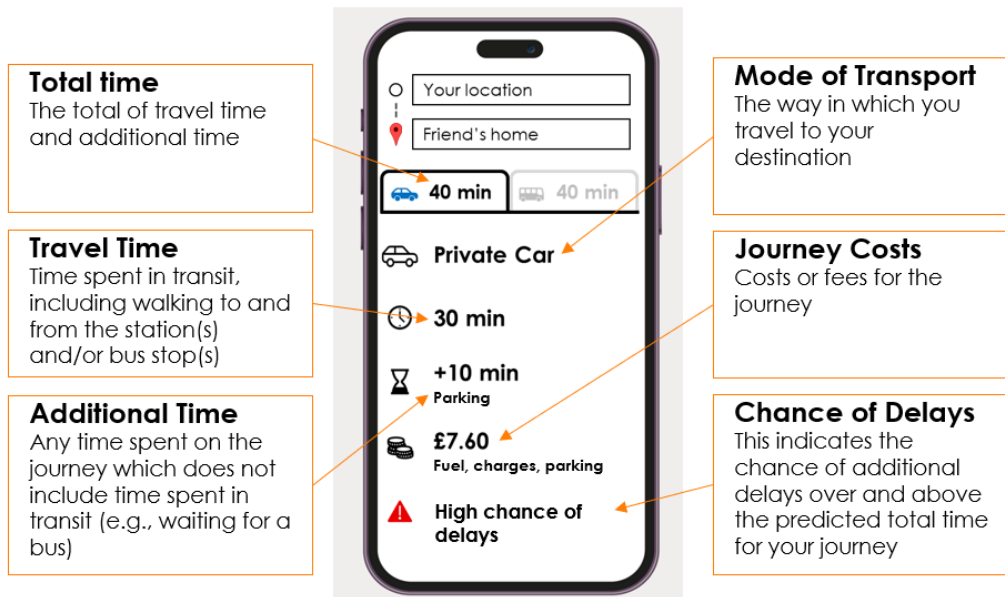 Total time
The total of travel time
and additional time
Travel Time
Time spent in transit,
including walking to and
from the station(s)
and/or bus stop(s)
Additional Time
Any time spent on the
journey which does not
include time spent in
transit (e.g., waiting for a
bus)
Your location
Friend's home
40 min
40 min
Private Car
30 min
+10 min
Parking
£7.60
Fuel, charges, parking
High chance of
delays
Mode of Transport
The way in which you
travel to your
destination
Journey Costs
Costs or fees for the
journey
Chance of Delays
This indicates the
chance of additional
delays over and above
the predicted total time
for your journey